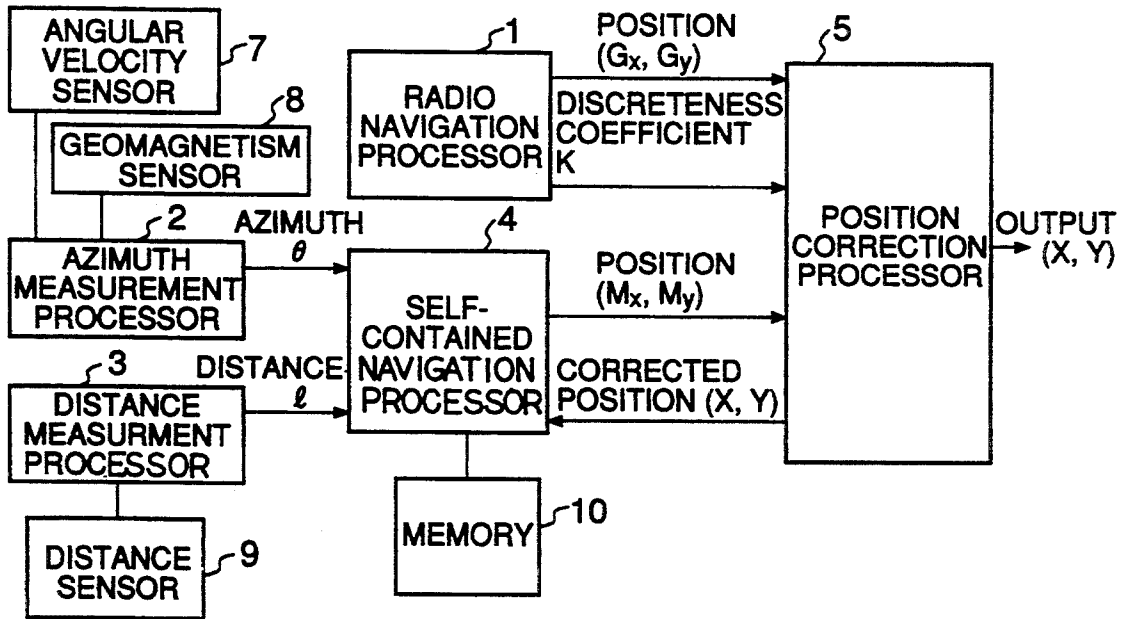 ANGULAR
VELOCITY
SENSOR
7
8
GEOMAGNETISM
SENSOR
2
AZIMUTH
MEASUREMENT
PROCESSOR
AZIMUTH
θ
3
DISTANCE
MEASURMENT
PROCESSOR
DISTANCE
ℓ
DISTANCE
SENSOR
9
1
RADIO
NAVIGATION
PROCESSOR
POSITION
(Gx, Gy)
DISCRETENESS
COEFFICIENT
K
4
SELF-
CONTAINED
NAVIGATION
PROCESSOR
POSITION
(Mx, My)
CORRECTED
POSITION (X, Y)
MEMORY
10
5
POSITION
CORRECTION
PROCESSOR
OUTPUT
(X, Y)